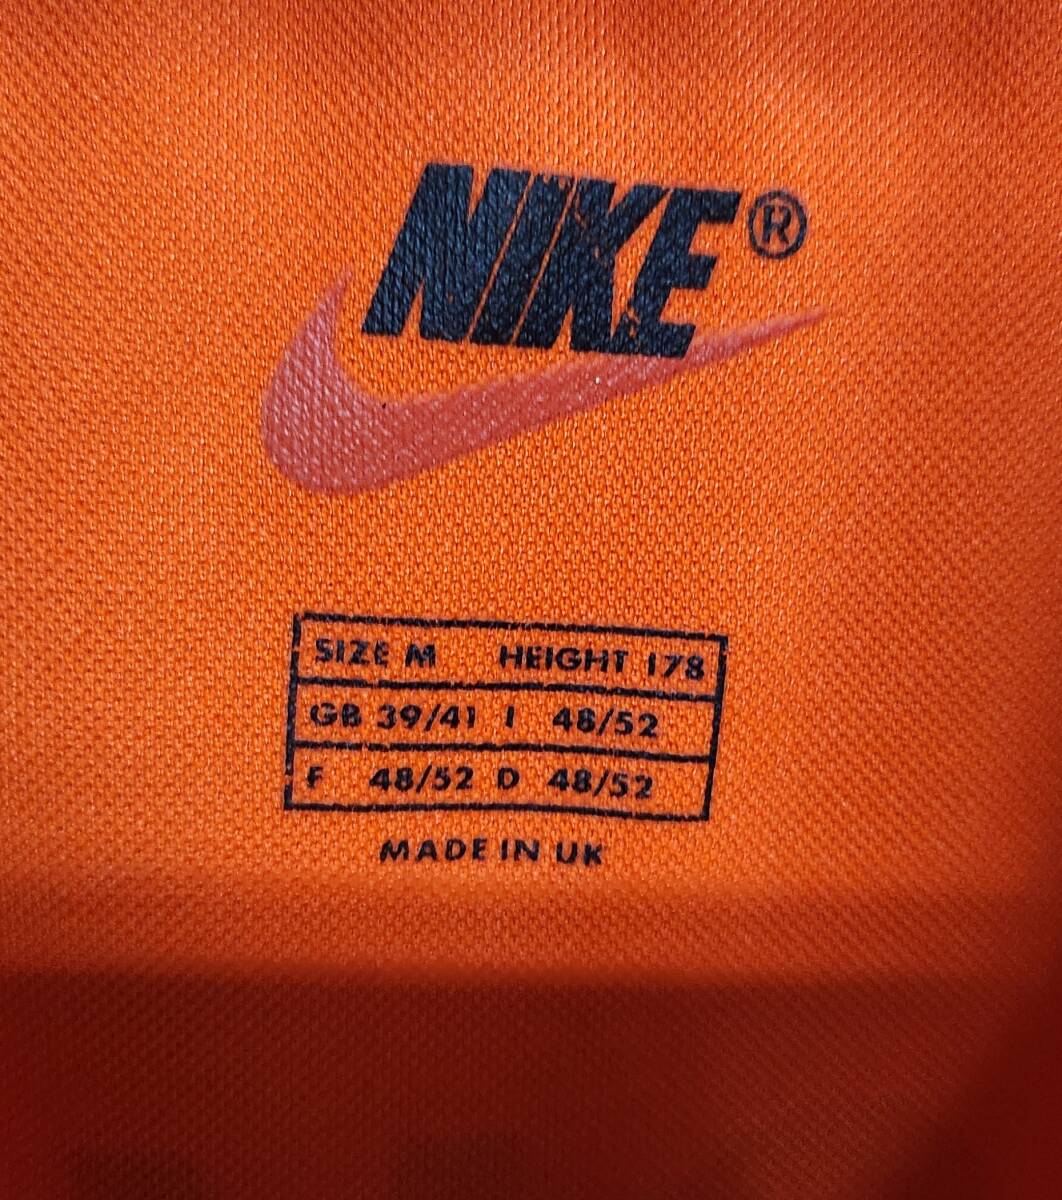 NIKE®
SIZE M HEIGHT 178
GB 39/41 I 48/52
F 48/52 D 48/52
MADE IN UK